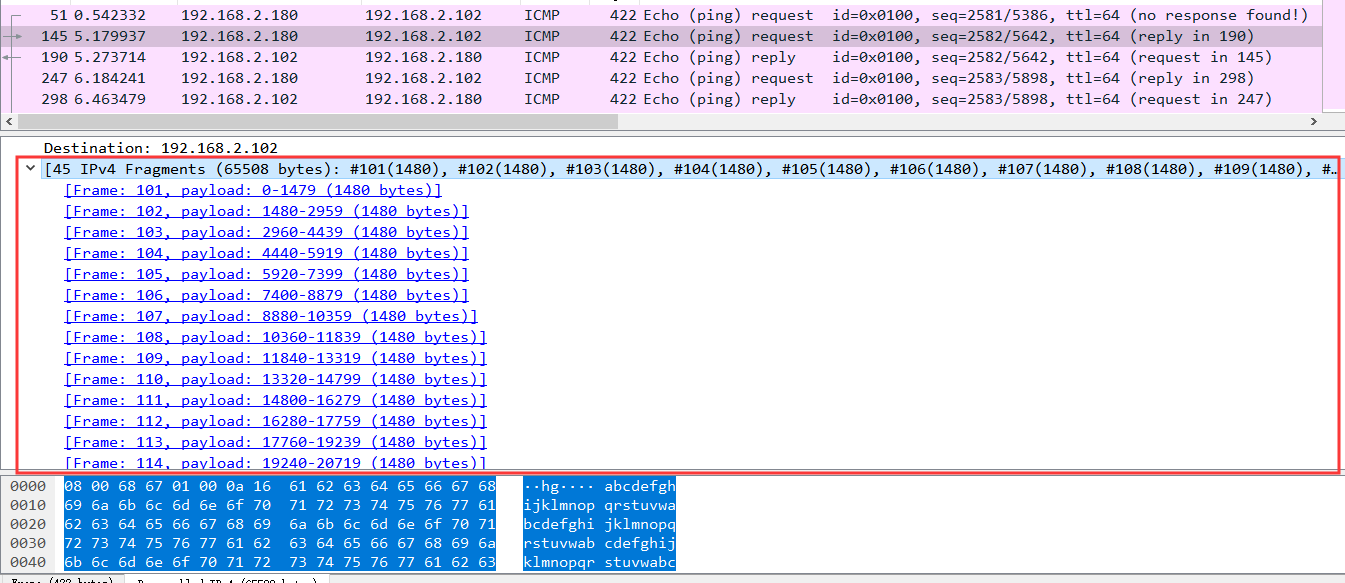 51 0.542332 192.168.2.180 192.168.2.102 ICMP 422 Echo (ping) request id=0x0100, seq=2581/5386, ttl=64 (no response found!)
145 5.179937 192.168.2.180 192.168.2.102 ICMP 422 Echo (ping) request id=0x0100, seq=2582/5642, ttl=64 (reply in 190)
190 5.273714 192.168.2.102 192.168.2.180 ICMP 422 Echo (ping) reply id=0x0100, seq=2582/5642, ttl=64 (request in 145)
247 6.184241 192.168.2.180 192.168.2.102 ICMP 422 Echo (ping) request id=0x0100, seq=2583/5898, ttl=64 (reply in 298)
298 6.463479 192.168.2.102 192.168.2.180 ICMP 422 Echo (ping) reply id=0x0100, seq=2583/5898, ttl=64 (request in 247)
Destination: 192.168.2.102
[45 IPv4 Fragments (65508 bytes): #101(1480), #102(1480), #103(1480), #104(1480), #105(1480), #106(1480), #107(1480), #108(1480), #109(1480), #…
[Frame: 101, payload: 0-1479 (1480 bytes)]
[Frame: 102, payload: 1480-2959 (1480 bytes)]
[Frame: 103, payload: 2960-4439 (1480 bytes)]
[Frame: 104, payload: 4440-5919 (1480 bytes)]
[Frame: 105, payload: 5920-7399 (1480 bytes)]
[Frame: 106, payload: 7400-8879 (1480 bytes)]
[Frame: 107, payload: 8880-10359 (1480 bytes)]
[Frame: 108, payload: 10360-11839 (1480 bytes)]
[Frame: 109, payload: 11840-13319 (1480 bytes)]
[Frame: 110, payload: 13320-14799 (1480 bytes)]
[Frame: 111, payload: 14800-16279 (1480 bytes)]
[Frame: 112, payload: 16280-17759 (1480 bytes)]
[Frame: 113, payload: 17760-19239 (1480 bytes)]
[Frame: 114, payload: 19240-20719 (1480 bytes)]
0000 08 00 68 67 01 00 0a 16 61 62 63 64 65 66 67 68 ··hg···· abcdefgh
0010 69 6a 6b 6c 6d 6e 6f 70 71 72 73 74 75 76 77 61 ijklmnop qrstuvwa
0020 62 63 64 65 66 67 68 69 6a 6b 6c 6d 6e 6f 70 71 bcdefghi jklmnopq
0030 72 73 74 75 76 77 61 62 63 64 65 66 67 68 69 6a rstuvwab cdefghij
0040 6b 6c 6d 6e 6f 70 71 72 73 74 75 76 77 61 62 63 klmnopqr stuvwabc